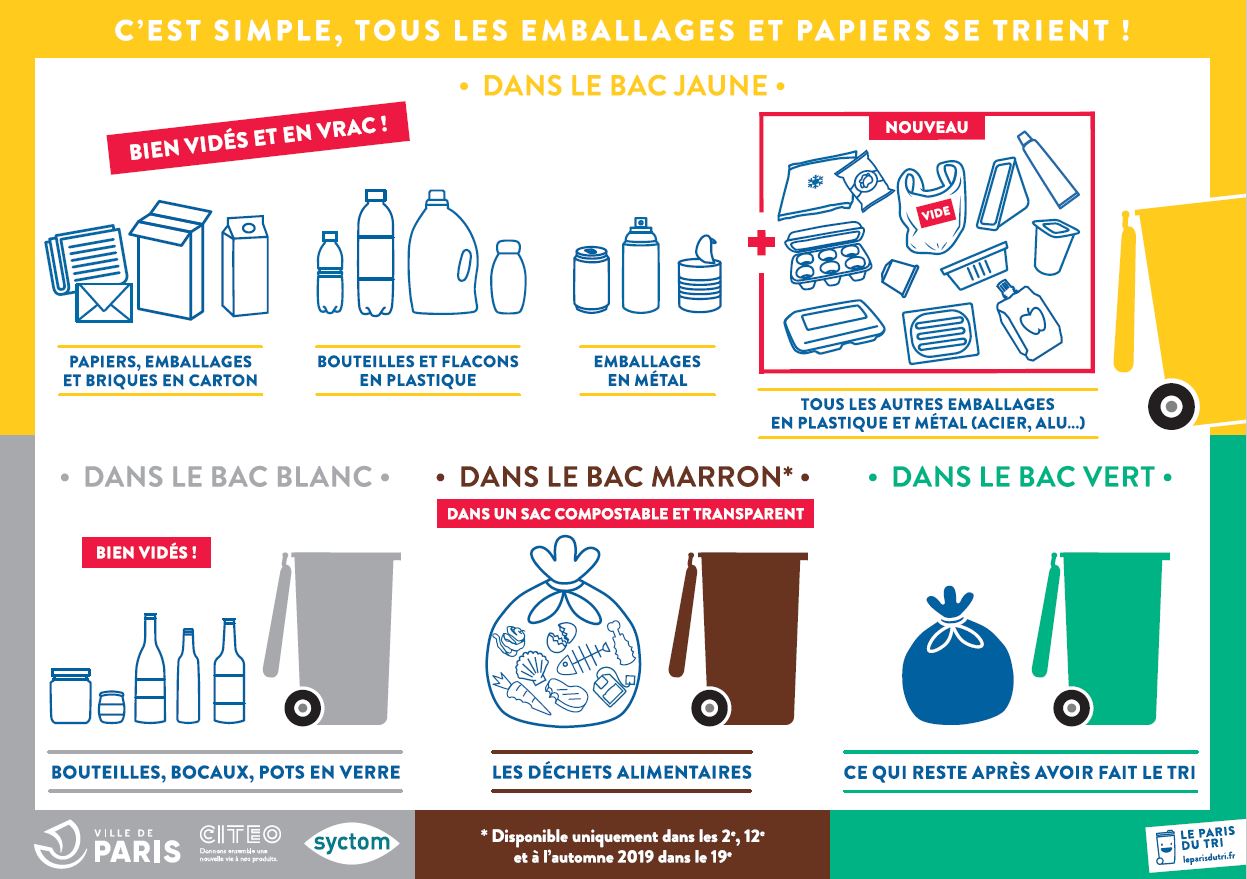 C'EST SIMPLE, TOUS LES EMBALLAGES ET PAPIERS SE TRIENT !
• DANS LE BAC JAUNE •
BIEN VIDÉS ET EN VRAC !
NOUVEAU
VIDE
PAPIERS, EMBALLAGES
ET BRIQUES EN CARTON
BOUTEILLES ET FLACONS
EN PLASTIQUE
EMBALLAGES
EN MÉTAL
TOUS LES AUTRES EMBALLAGES
EN PLASTIQUE ET MÉTAL (ACIER, ALU...)
• DANS LE BAC BLANC •
BIEN VIDÉS !
BOUTEILLES, BOCAUX, POTS EN VERRE
• DANS LE BAC MARRON* •
DANS UN SAC COMPOSTABLE ET TRANSPARENT
LES DÉCHETS ALIMENTAIRES
• DANS LE BAC VERT •
CE QUI RESTE APRÈS AVOIR FAIT LE TRI
VILLE DE
PARIS
CITEO
Donnons ensemble une
nouvelle vie à nos produits.
syctom
* Disponible uniquement dans les 2e, 12e
et à l'automne 2019 dans le 19e
LE PARIS
DU TRI
leparisdutri.fr